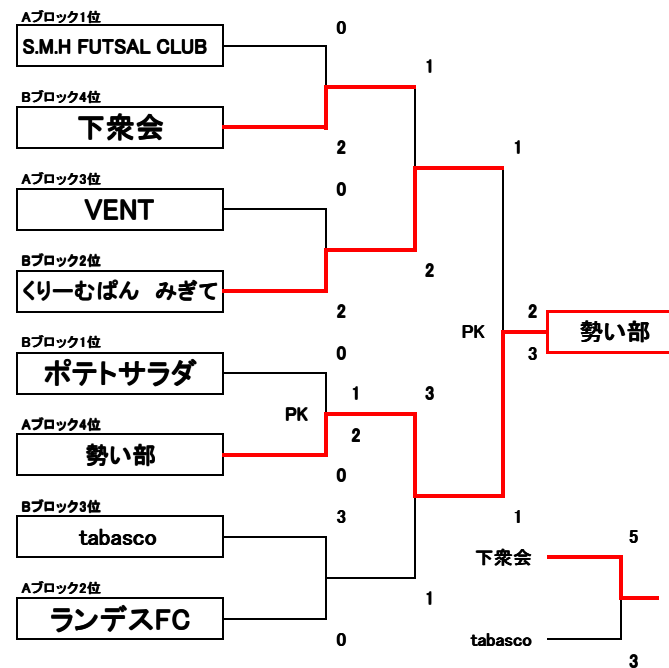 Aブロック1位
S.M.H FUTSAL CLUB
0
1
Bブロック4位
下衆会
2
1
Aブロック3位
VENT
0
Bブロック2位
くりーむぱん みぎて
2
2
Bブロック1位
ポテトサラダ
0
PK
2
勢い部
3
PK
1
3
2
Aブロック4位
勢い部
0
Bブロック3位
tabasco
3
1
下衆会
5
Aブロック2位
ランデスFC
1
0
tabasco
3